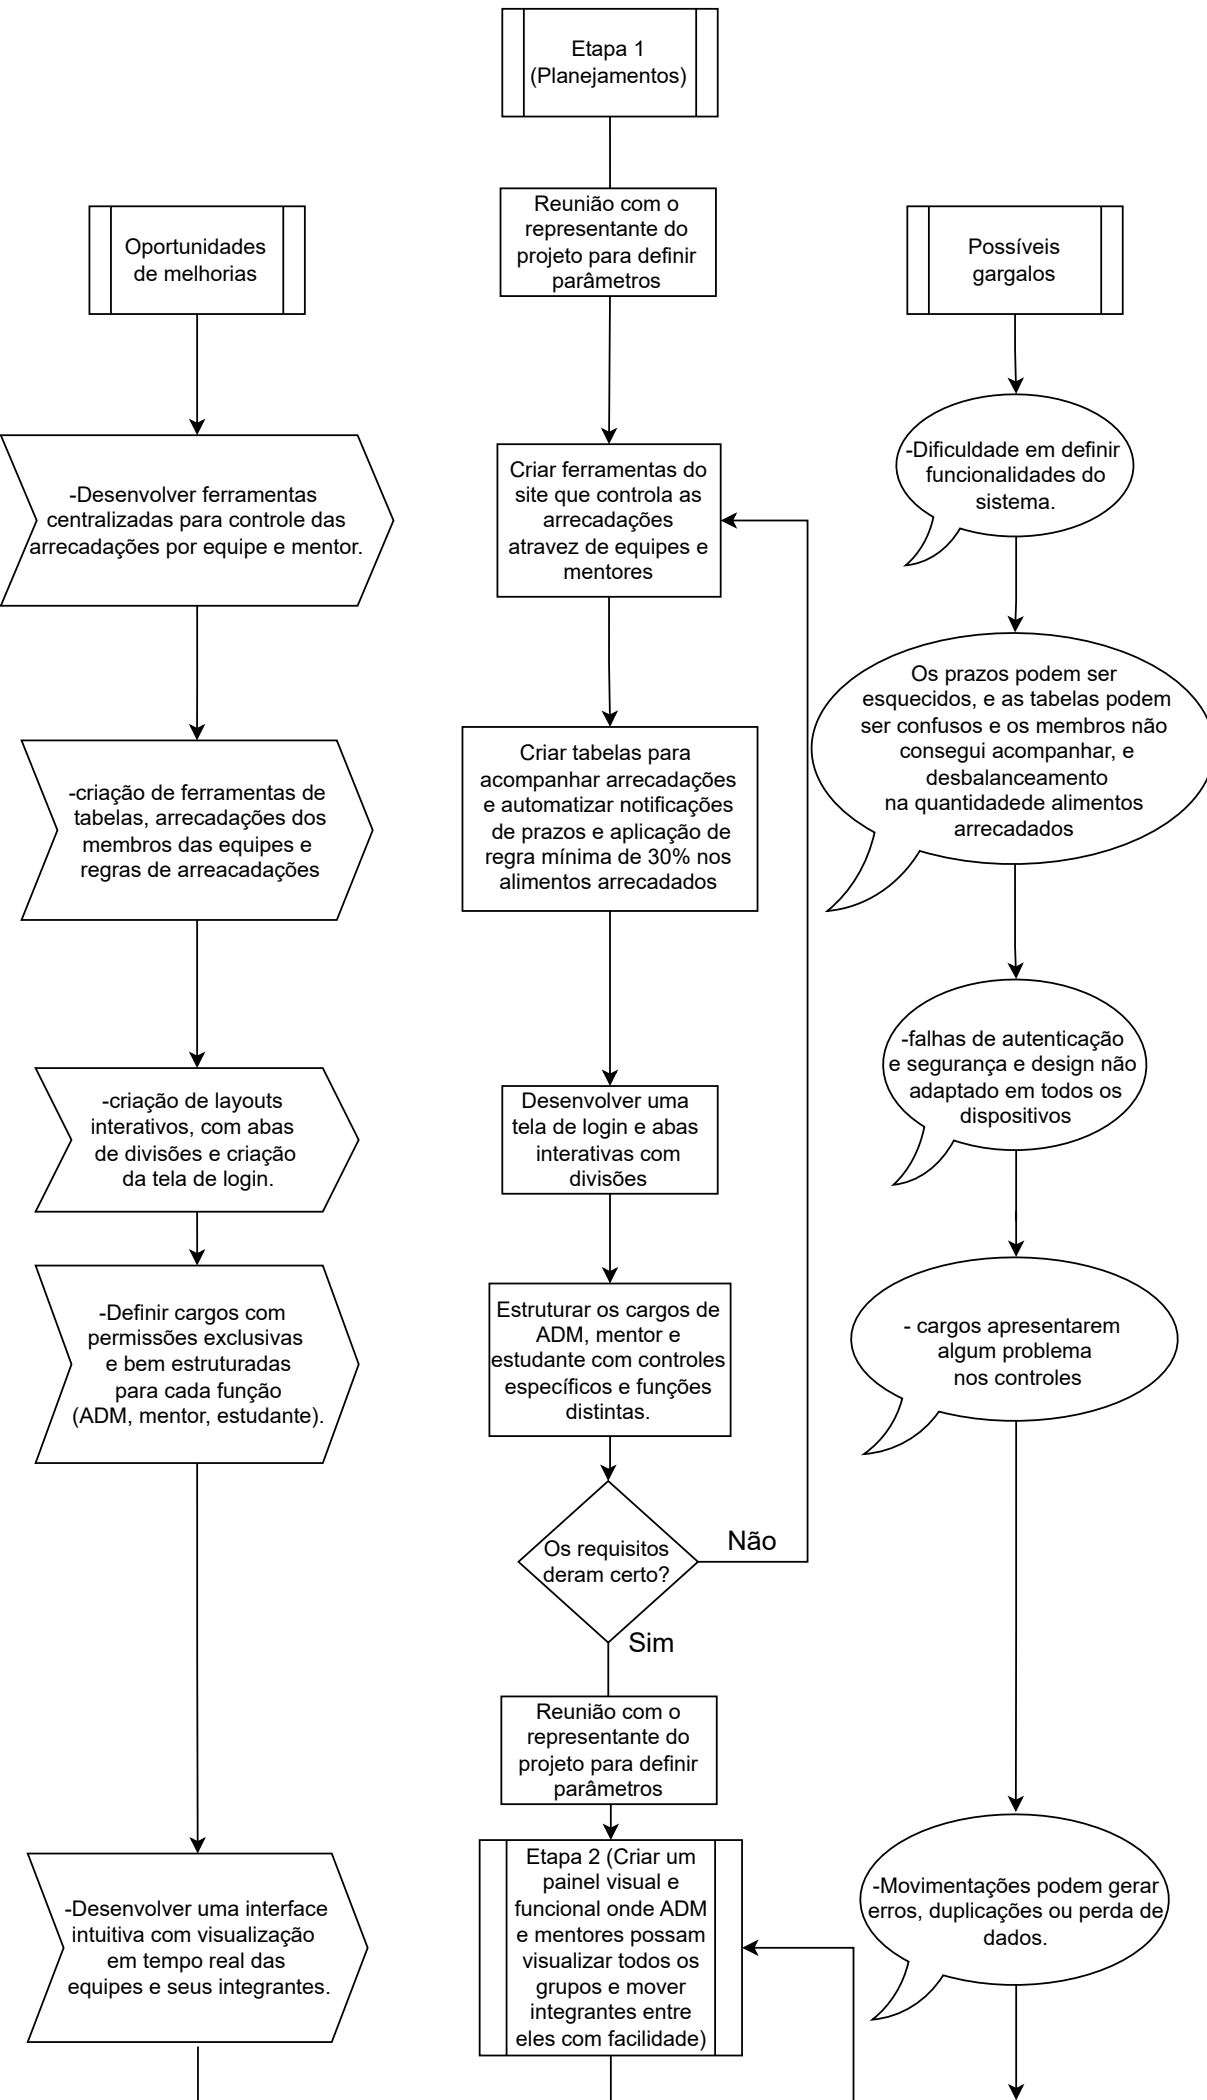 Etapa 1
(Planejamentos)
Reunião com o
representante do
projeto para definir
parâmetros
Oportunidades
de melhorias
Possíveis
gargalos
-Desenvolver ferramentas
centralizadas para controle das
arrecadações por equipe e mentor.
Criar ferramentas do
site que controla as
arrecadações
atravez de equipes e
mentores
-Dificuldade em definir
funcionalidades do
sistema.
-criação de ferramentas de
tabelas, arrecadações dos
membros das equipes e
regras de arreacadações
Criar tabelas para
acompanhar arrecadações
e automatizar notificações
de prazos e aplicação de
regra mínima de 30% nos
alimentos arrecadados
Os prazos podem ser
esquecidos, e as tabelas podem
ser confusos e os membros não
consegui acompanhar, e
desbalanceamento
na quantidadede alimentos
arrecadados
-criação de layouts
interativos, com abas
de divisões e criação
da tela de login.
Desenvolver uma
tela de login e abas
interativas com
divisões
-falhas de autenticação
e segurança e design não
adaptado em todos os
dispositivos
-Definir cargos com
permissões exclusivas
e bem estruturadas
para cada função
(ADM, mentor, estudante).
Estruturar os cargos de
ADM, mentor e
estudante com controles
específicos e funções
distintas.
- cargos apresentarem
algum problema
nos controles
Os requisitos
deram certo?
Não
Sim
Reunião com o
representante do
projeto para definir
parâmetros
-Desenvolver uma interface
intuitiva com visualização
em tempo real das
equipes e seus integrantes.
Etapa 2 (Criar um
painel visual e
funcional onde ADM
e mentores possam
visualizar todos os
grupos e mover
integrantes entre
eles com facilidade)
-Movimentações podem gerar
erros, duplicações ou perda de
dados.